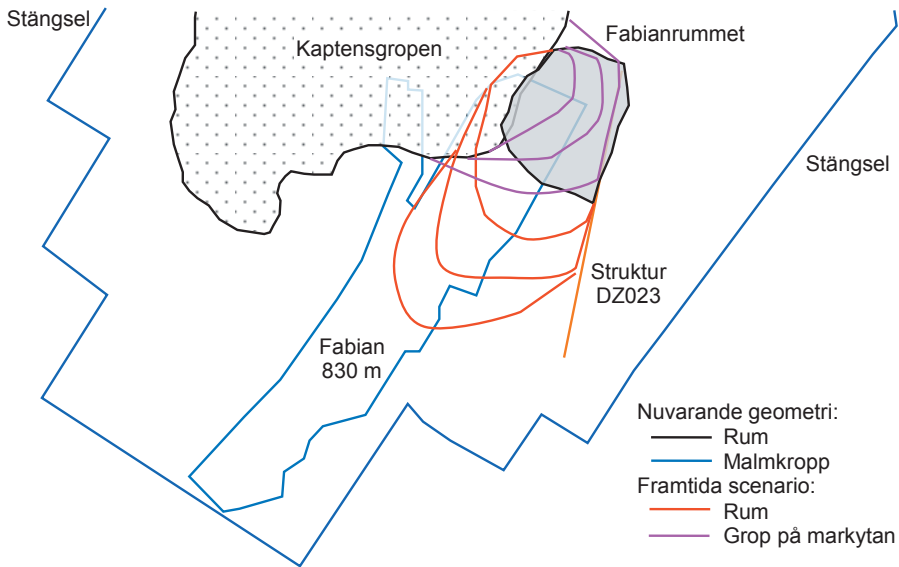 Stängsel
Kaptensgropen
Fabianrummet
Stängsel
Struktur
DZ023
Fabian
830 m
Nuvarande geometri:
Rum
Malmkropp
Framtida scenario:
Rum
Grop på markytan